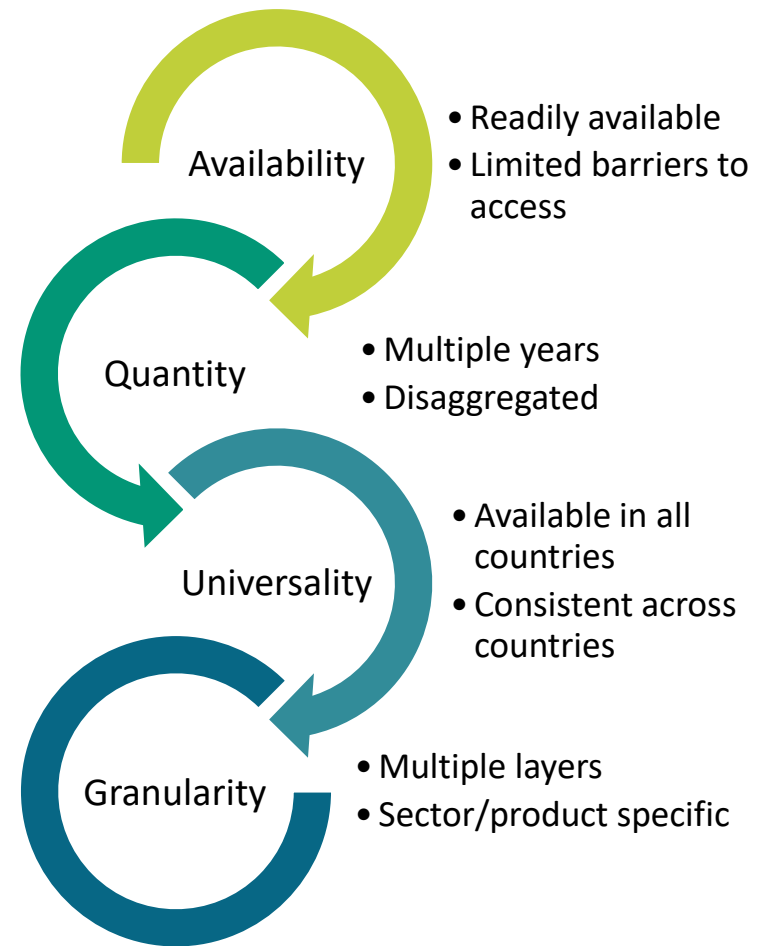 Availability
• Readily available
• Limited barriers to
access
Quantity
• Multiple years
• Disaggregated
Universality
• Available in all
countries
• Consistent across
countries
Granularity
• Multiple layers
• Sector/product specific